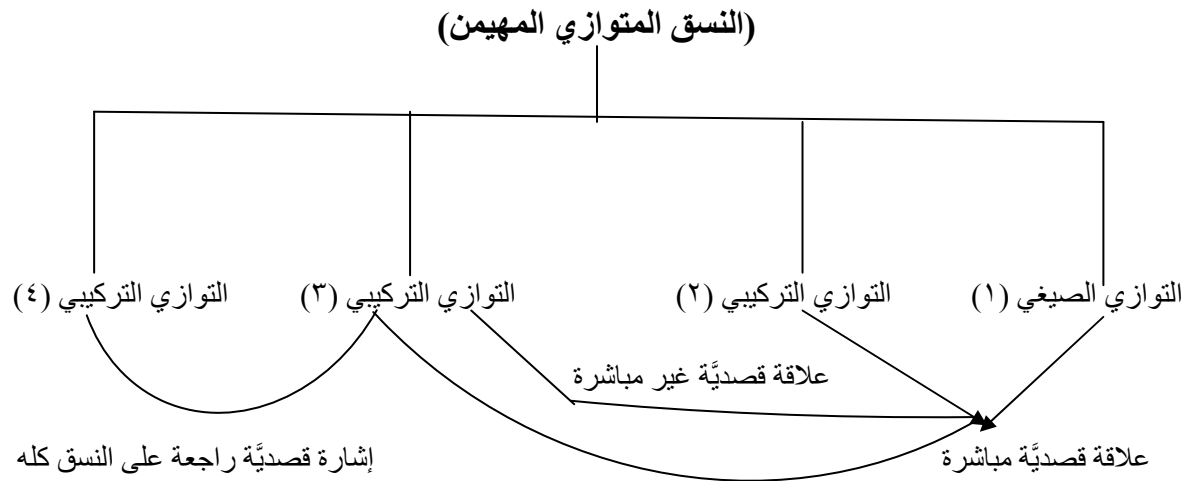 (النسق المتوازي المهيمن)
التوازي الصيغي (١) التوازي التركيبي (٢) التوازي التركيبي (٣) التوازي التركيبي (٤)
علاقة قصديَّة غير مباشرة
علاقة قصديَّة مباشرة إشارة قصديَّة راجعة على النسق كله